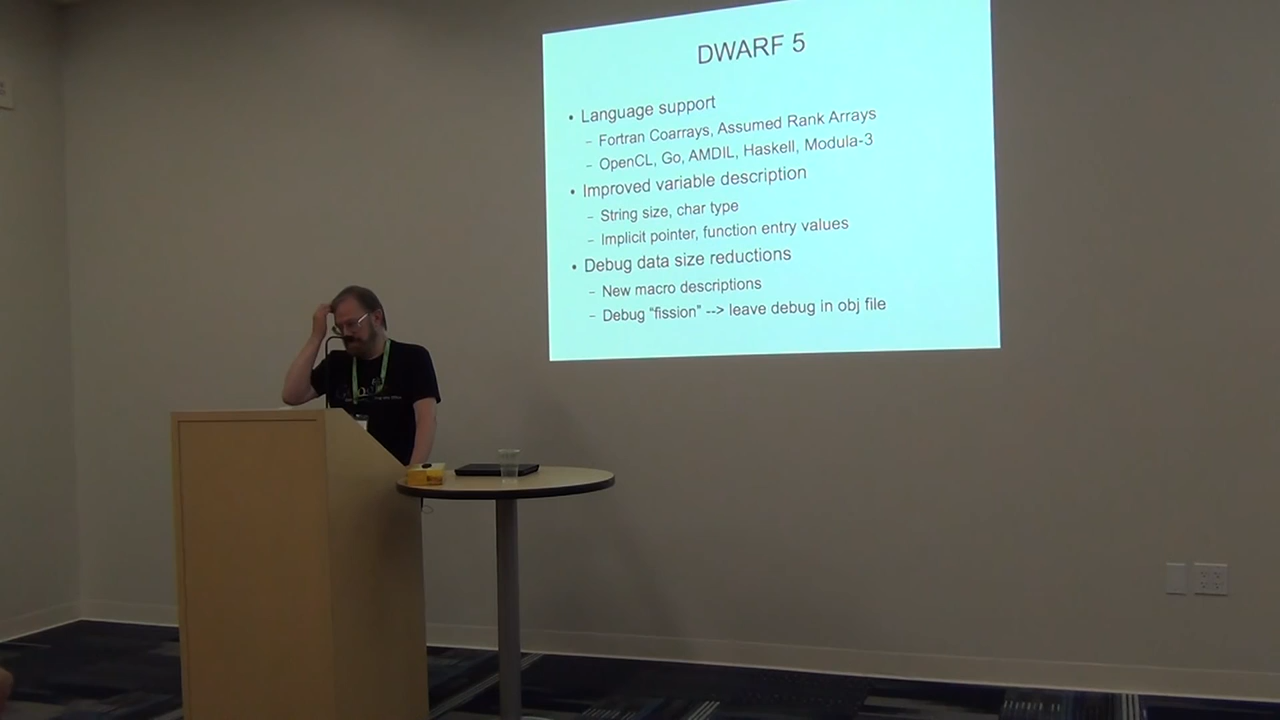 DWARF 5
• Language support
– Fortran Coarrays, Assumed Rank Arrays
– OpenCL, Go, AMDIL, Haskell, Modula-3
• Improved variable description
– String size, char type
– Implicit pointer, function entry values
• Debug data size reductions
– New macro descriptions
– Debug “fission” --> leave debug in obj file